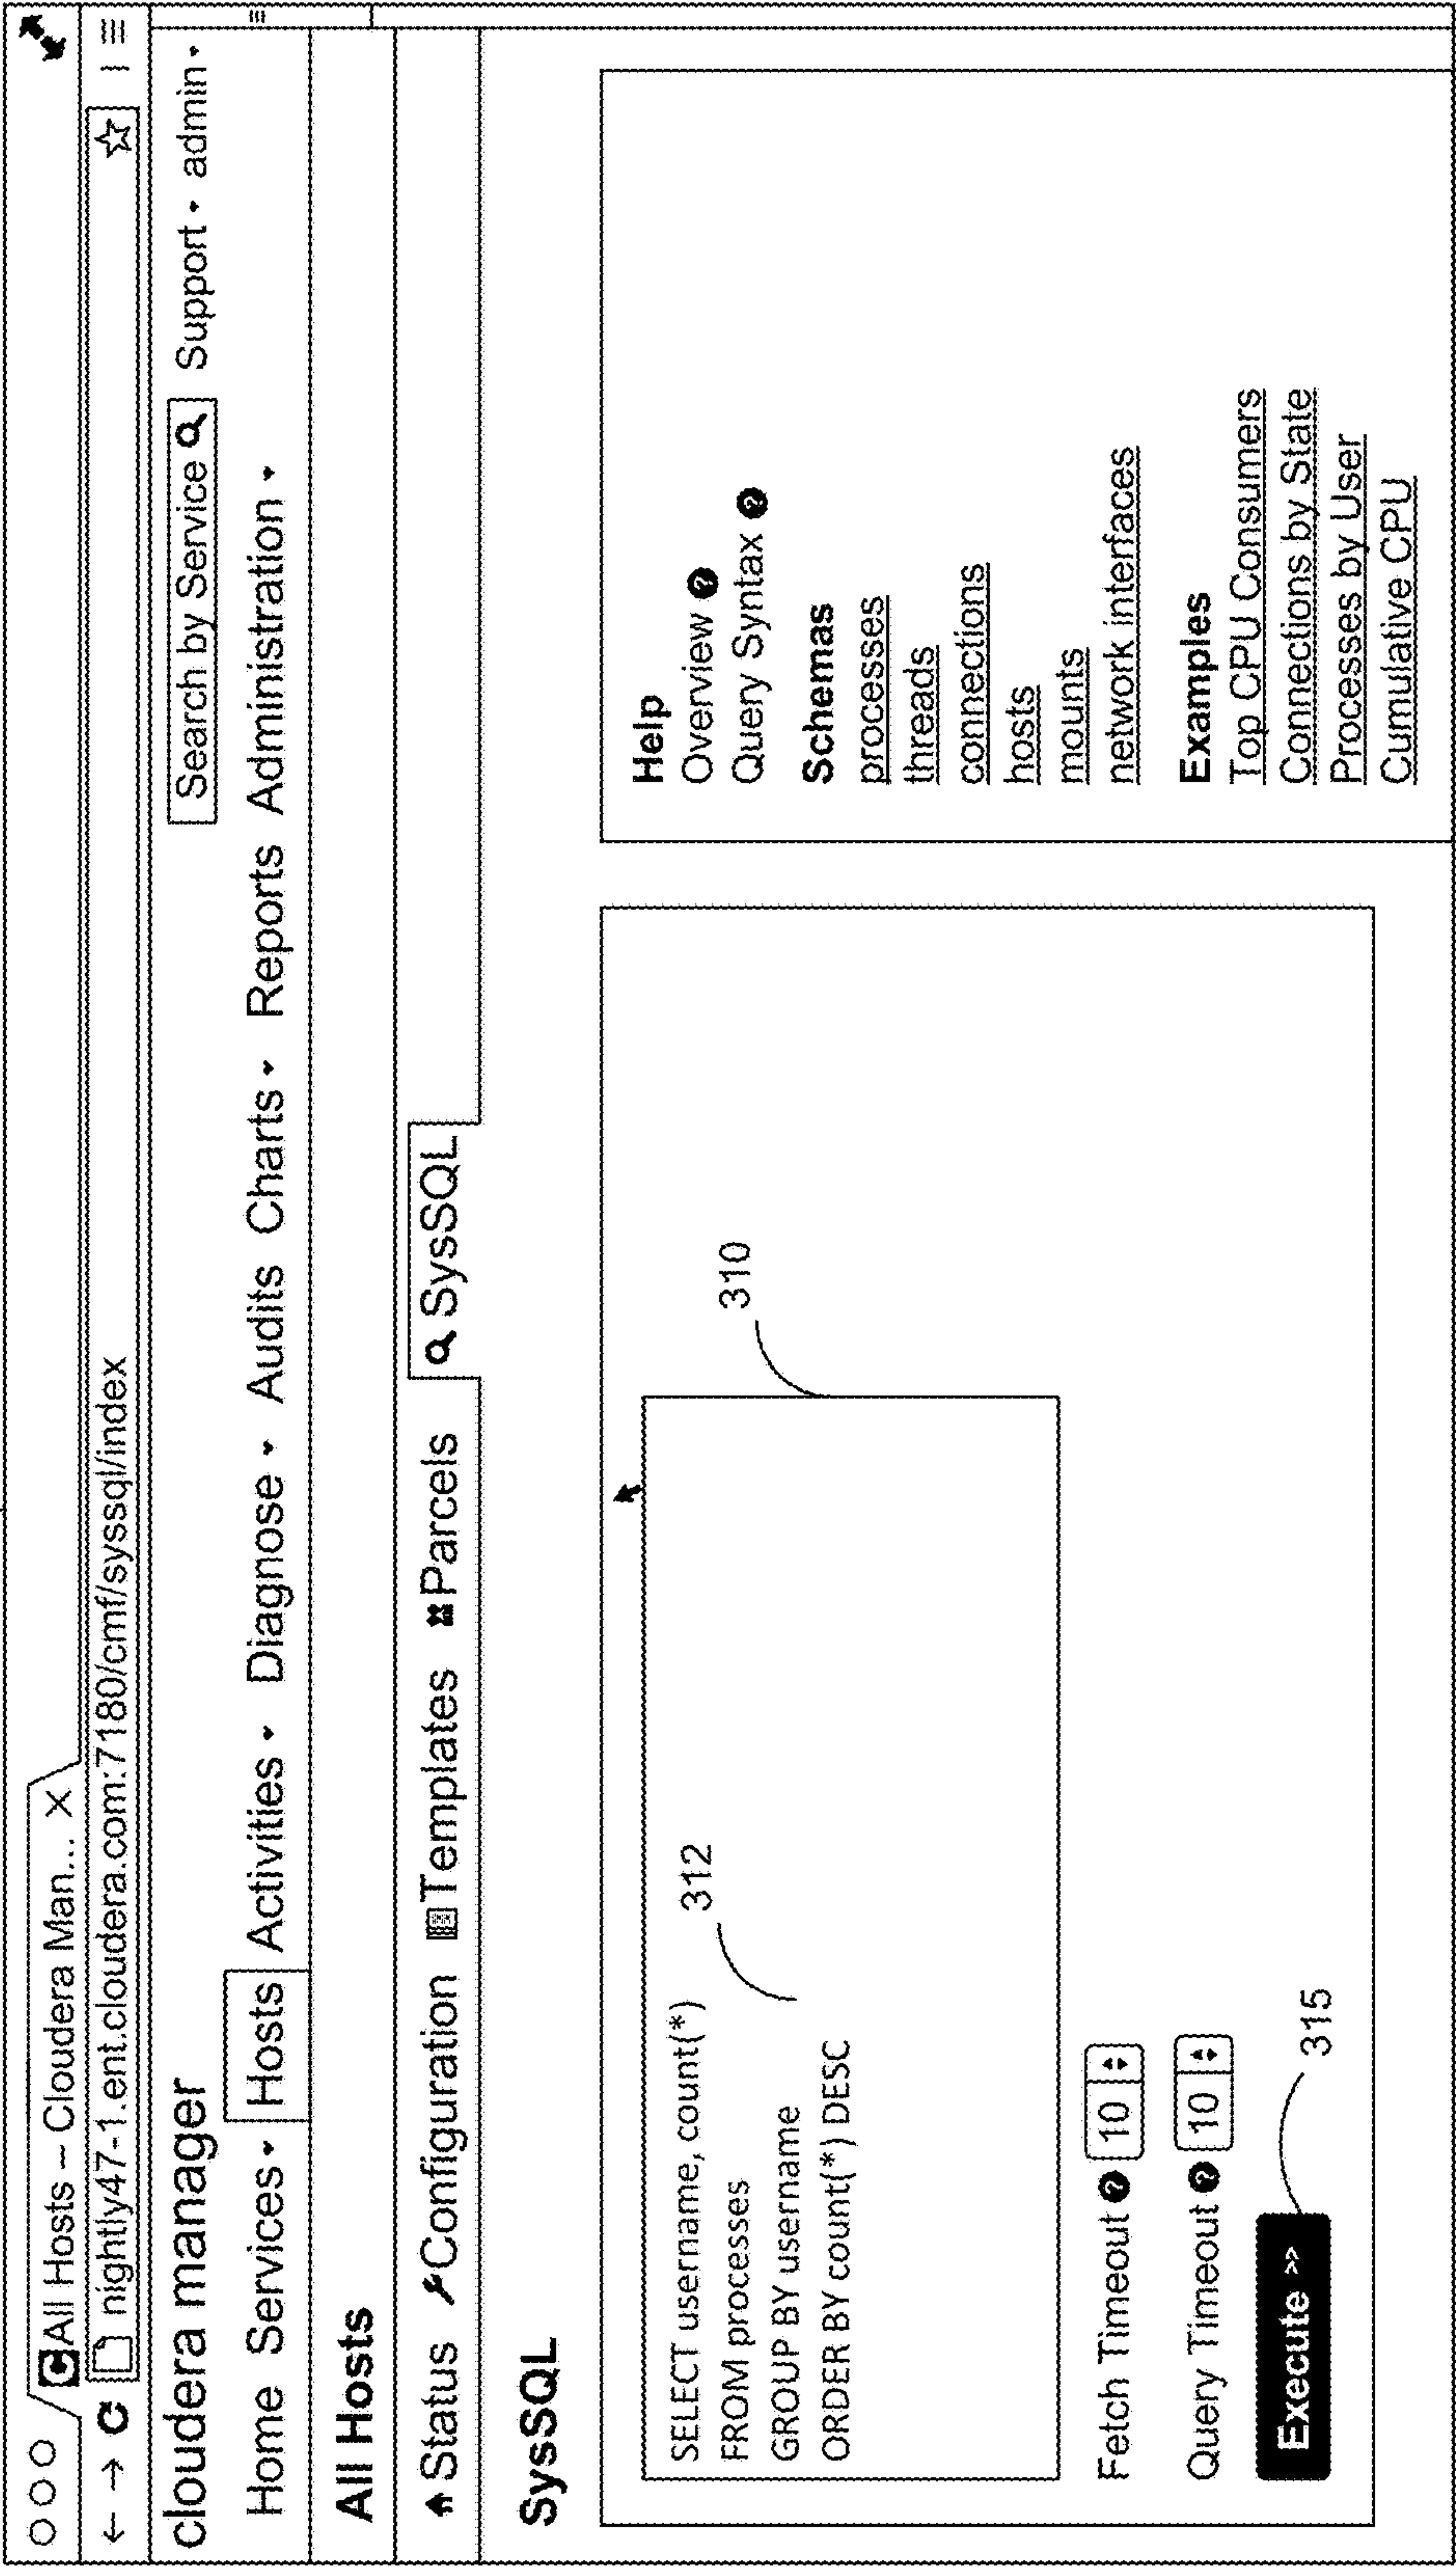 All Hosts – Cloudera Man... X
nightly47-1.ent.cloudera.com:7180/cmf/syssql/index
cloudera manager
Search by Service
Support
admin
Home Services Hosts Activities Diagnose Audits Charts Reports Administration
All Hosts
Status Configuration Templates Parcels SysSQL
SysSQL
310
312
SELECT username, count(*)
FROM processes
GROUP BY username
ORDER BY count(*) DESC
Fetch Timeout ? 10
Query Timeout ? 10
Execute >>
315
Help
Overview ?
Query Syntax ?
Schemas
processes
threads
connections
hosts
mounts
network interfaces
Examples
Top CPU Consumers
Connections by State
Processes by User
Cumulative CPU